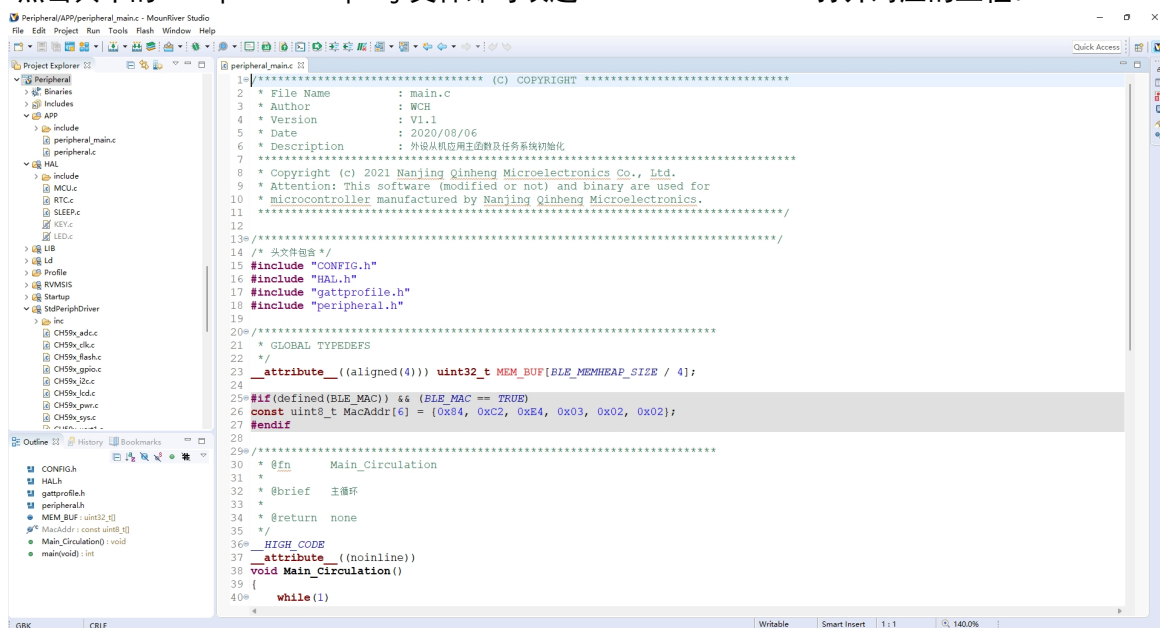 Peripheral/APP/peripheral_main.c - MounRiver Studio
File Edit Project Run Tools Flash Window Help
Quick Access
Project Explorer
Peripheral
Binaries
Includes
APP
include
peripheral_main.c
peripheral.c
HAL
include
MCU.c
RTC.c
SLEEP.c
KEY.c
LED.c
LIB
Ld
Profile
RVMSIS
Startup
StdPeriphDriver
inc
CH59x_adc.c
CH59x_clk.c
CH59x_flash.c
CH59x_gpio.c
CH59x_i2c.c
CH59x_lcd.c
CH59x_pwr.c
CH59x_sys.c
Outline History Bookmarks
CONFIG.h
HAL.h
gattprofile.h
peripheral.h
MEM_BUF : uint32_t[]
MacAddr : const uint8_t[]
Main_Circulation() : void
main(void) : int
peripheral_main.c
1 /********************************** (C) COPYRIGHT *******************************
2 * File Name : main.c
3 * Author : WCH
4 * Version : V1.1
5 * Date : 2020/08/06
6 * Description : 外设从机应用主函数及任务系统初始化
7 *********************************************************************************
8 * Copyright (c) 2021 Nanjing Qinheng Microelectronics Co., Ltd.
9 * Attention: This software (modified or not) and binary are used for
10 * microcontroller manufactured by Nanjing Qinheng Microelectronics.
11 *******************************************************************************/
12
13 /******************************************************************************/
14 /* 头文件包含 */
15 #include "CONFIG.h"
16 #include "HAL.h"
17 #include "gattprofile.h"
18 #include "peripheral.h"
19
20 /*********************************************************************
21 * GLOBAL TYPEDEFS
22 */
23 __attribute__((aligned(4))) uint32_t MEM_BUF[BLE_MEMHEAP_SIZE / 4];
24
25 #if(defined(BLE_MAC)) && (BLE_MAC == TRUE)
26 const uint8_t MacAddr[6] = {0x84, 0xC2, 0xE4, 0x03, 0x02, 0x02};
27 #endif
28
29 /*********************************************************************
30 * @fn Main_Circulation
31 *
32 * @brief 主循环
33 *
34 * @return none
35 */
36 __HIGH_CODE
37 __attribute__((noinline))
38 void Main_Circulation()
39 {
40 while(1)
GBK CRLF Writable Smart Insert 1 : 1 140.0%